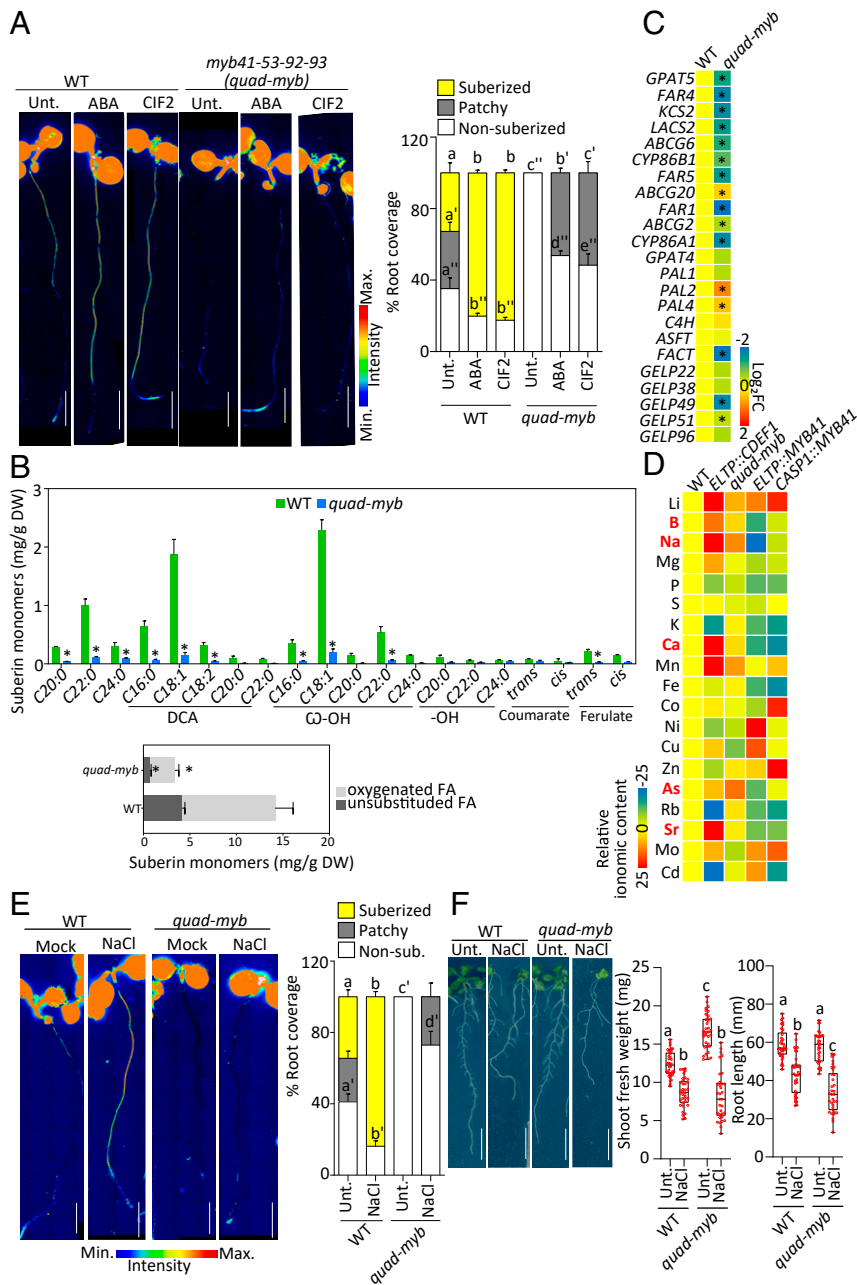 A
WT
myb41-53-92-93
(quad-myb)
Unt. ABA CIF2 Unt. ABA CIF2
Min. Intensity Max.
Suberized
Patchy
Non-suberized
% Root coverage
120
80
40
0
a b b c'' b' c'
a' d'' e''
a'' b'' b''
Unt. ABA CIF2 Unt. ABA CIF2
WT quad-myb
C
WT quad-myb
GPAT5 *
FAR4 *
KCS2 *
LACS2 *
ABCG6 *
CYP86B1 *
FAR5 *
ABCG20 *
FAR1 *
ABCG2 *
CYP86A1 *
GPAT4
PAL1
PAL2 *
PAL4 *
C4H
ASFT
FACT *
GELP22
GELP38
GELP49 *
GELP51 *
GELP96
-2 0 2
Log2FC
B
Suberin monomers (mg/g DW)
3
2
1
0
WT quad-myb
* * * * * * * * * * *
C20:0 C22:0 C24:0 C16:0 C18:1 C18:2 C20:0 C22:0 C16:0 C18:1 C20:0 C22:0 C24:0 C20:0 C22:0 C24:0 trans cis trans cis
DCA ω-OH -OH Coumarate Ferulate
quad-myb * *
WT
oxygenated FA
unsubstituded FA
0 5 10 15 20
Suberin monomers (mg/g DW)
D
WT ELTP::CDEF1 quad-myb ELTP::MYB41 CASP1::MYB41
Li
B
Na
Mg
P
S
K
Ca
Mn
Fe
Co
Ni
Cu
Zn
As
Rb
Sr
Mo
Cd
Relative
ionomic content
25 0 -25
E
WT quad-myb
Mock NaCl Mock NaCl
Min. Max.
Intensity
Suberized
Patchy
Non-sub.
% Root coverage
120
80
40
0
a b c'
a' b' d'
Unt. NaCl Unt. NaCl
WT quad-myb
F
WT quad-myb
Unt. NaCl Unt. NaCl
Shoot fresh weight (mg)
25
20
15
10
5
0
a b c b
Unt. NaCl Unt. NaCl
WT quad-myb
Root length (mm)
100
80
60
40
20
0
a b a c
Unt. NaCl Unt. NaCl
WT quad-myb